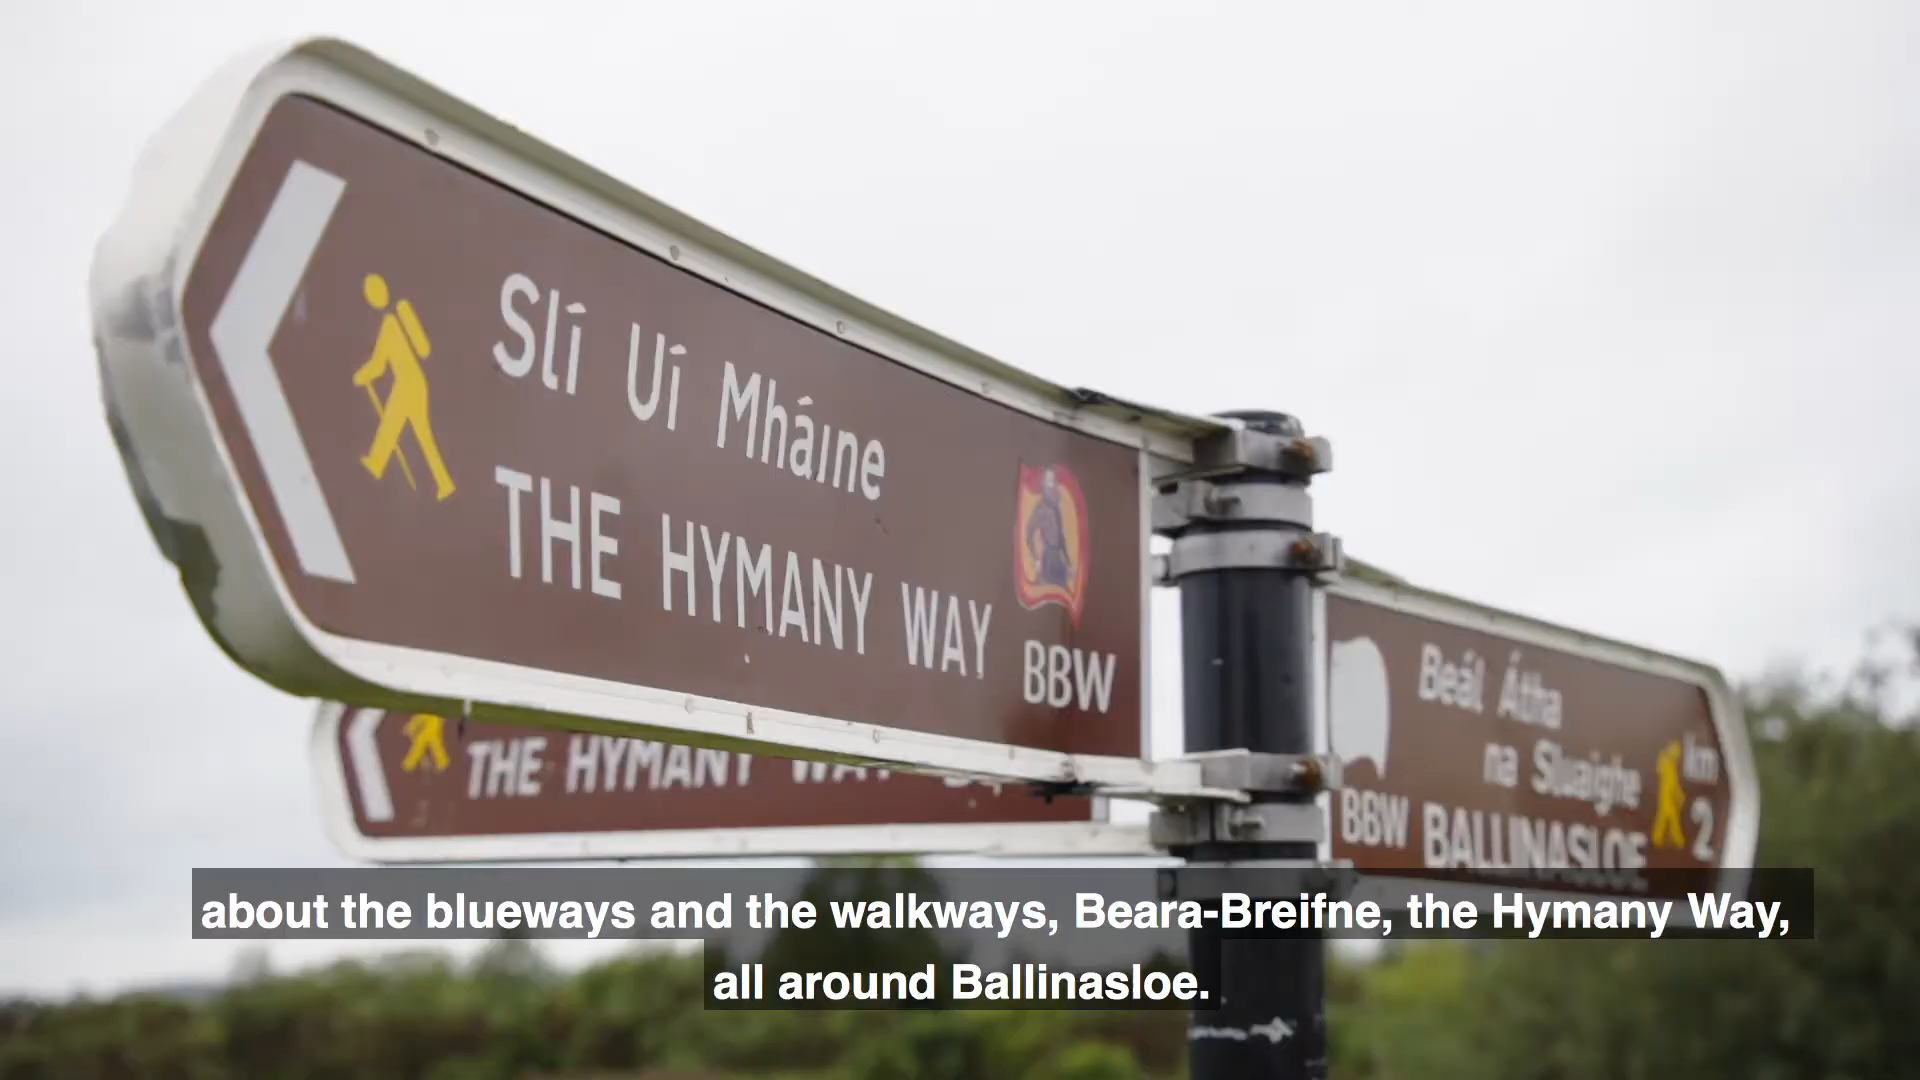 Slí Uí Mháine
THE HYMANY WAY
BBW
THE HYMANY WAY
Beál Átha
na Sluaighe
km
BBW BALLINASLOE 2
about the blueways and the walkways, Beara-Breifne, the Hymany Way,
all around Ballinasloe.